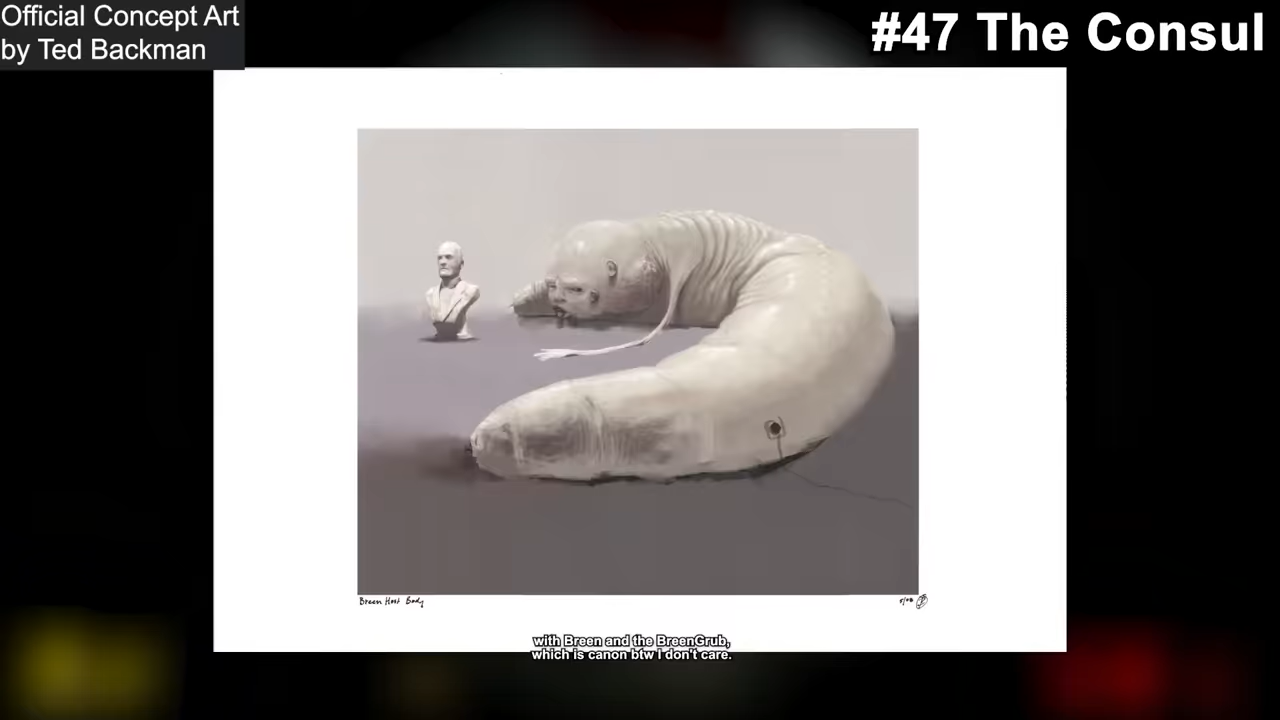 Official Concept Art
by Ted Backman
#47 The Consul
Breen Host Body
with Breen and the BreenGrub,
which is canon btw I don't care.